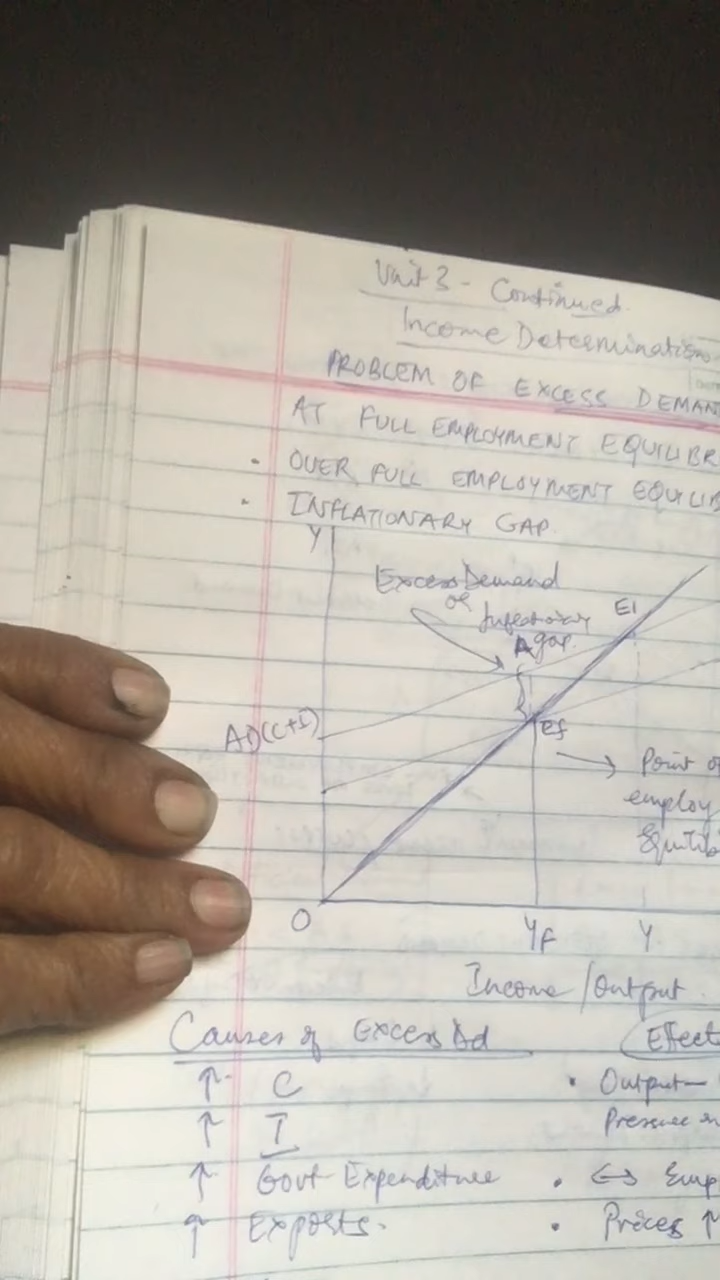 Unit 3 - Continued.
Income Determination
PROBLEM OF EXCESS DEMAN
AT FULL EMPLOYMENT EQUILIBR
• OVER FULL EMPLOYMENT EQUILIB
• INFLATIONARY GAP.
Y
Excess Demand
or
gap.
E1
A
AD(C+I)
Ef
Point of
employ
Equilib
O
YF Y
Income/Output.
Causes of Excess Ad Effect
↑ C • Output-
↑ I Pressure
↑ Govt Expenditure • ↔ Emp
↑ Exports. • Prices ↑